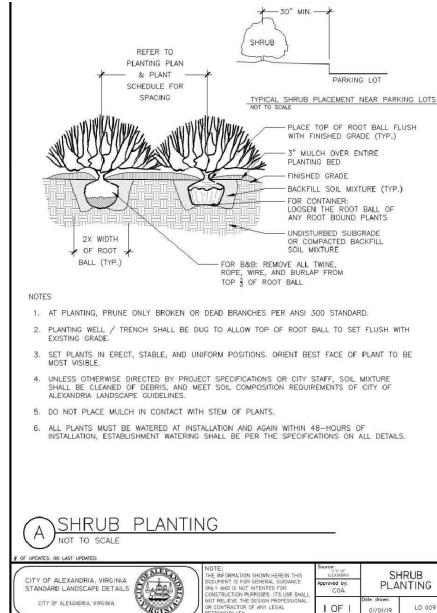 30" MIN.
SHRUB
PARKING LOT
TYPICAL SHRUB PLACEMENT NEAR PARKING LOTS
NOT TO SCALE
REFER TO
PLANTING PLAN
& PLANT
SCHEDULE FOR
SPACING
PLACE TOP OF ROOT BALL FLUSH
WITH FINISHED GRADE (TYP.)
3" MULCH OVER ENTIRE
PLANTING BED
FINISHED GRADE
BACKFILL SOIL MIXTURE (TYP.)
FOR CONTAINER:
LOOSEN THE ROOT BALL OF
ANY ROOT BOUND PLANTS
UNDISTURBED SUBGRADE
OR COMPACTED BACKFILL
SOIL MIXTURE
2X WIDTH
OF ROOT
BALL (TYP.)
FOR B&B: REMOVE ALL TWINE,
ROPE, WIRE, AND BURLAP FROM
TOP 2/3 OF ROOT BALL
NOTES
1. AT PLANTING, PRUNE ONLY BROKEN OR DEAD BRANCHES PER ANSI 300 STANDARD.
2. PLANTING WELL / TRENCH SHALL BE DUG TO ALLOW TOP OF ROOT BALL TO SET FLUSH WITH
EXISTING GRADE.
3. SET PLANTS IN ERECT, STABLE, AND UNIFORM POSITIONS. ORIENT BEST FACE OF PLANT TO BE
MOST VISIBLE.
4. UNLESS OTHERWISE DIRECTED BY PROJECT SPECIFICATIONS OR CITY STAFF, SOIL MIXTURE
SHALL BE CLEANED OF DEBRIS, AND MEET SOIL COMPOSITION REQUIREMENTS OF CITY OF
ALEXANDRIA LANDSCAPE GUIDELINES.
5. DO NOT PLACE MULCH IN CONTACT WITH STEM OF PLANTS.
6. ALL PLANTS MUST BE WATERED AT INSTALLATION AND AGAIN WITHIN 48-HOURS OF
INSTALLATION, ESTABLISHMENT WATERING SHALL BE PER THE SPECIFICATIONS ON ALL DETAILS.
A SHRUB PLANTING
NOT TO SCALE
# OF UPDATES: 00 LAST UPDATED:
CITY OF ALEXANDRIA, VIRGINIA
STANDARD LANDSCAPE DETAILS
CITY OF ALEXANDRIA, VIRGINIA
NOTE:
THE INFORMATION SHOWN HEREIN THIS
DOCUMENT IS FOR GENERAL GUIDANCE
ONLY AND IS NOT INTENDED FOR
CONSTRUCTION PURPOSES. ITS USE SHALL
NOT RELIEVE THE DESIGN PROFESSIONAL
OR CONTRACTOR OF ANY LEGAL
RESPONSIBILITY.
Source:
CITY OF
ALEXANDRIA
Approved by:
COA
1 OF 1
SHRUB
PLANTING
Date drawn:
01/01/19
LD 009